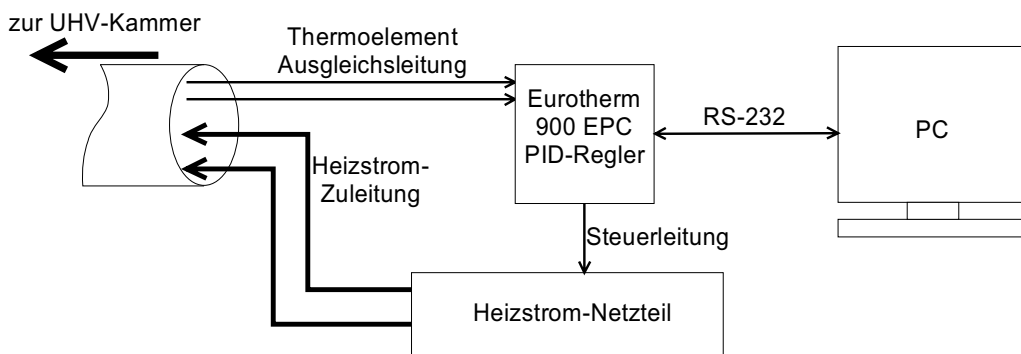 zur UHV-Kammer
Thermoelement
Ausgleichsleitung
Eurotherm
900 EPC
PID-Regler
RS-232
PC
Heizstrom-
Zuleitung
Steuerleitung
Heizstrom-Netzteil